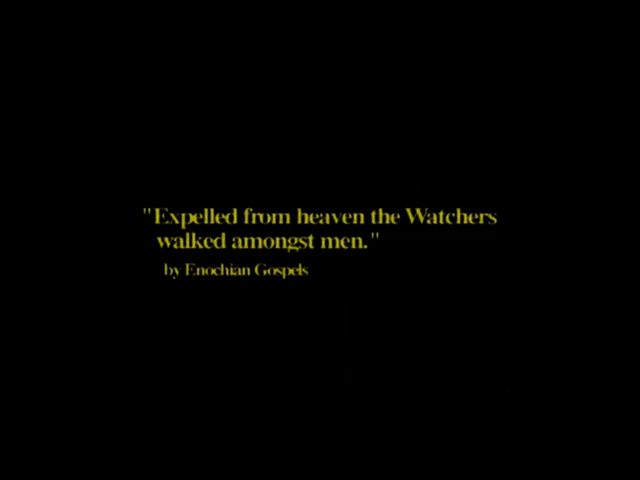 "Expelled from heaven the Watchers
walked amongst men."
by Enochian Gospels